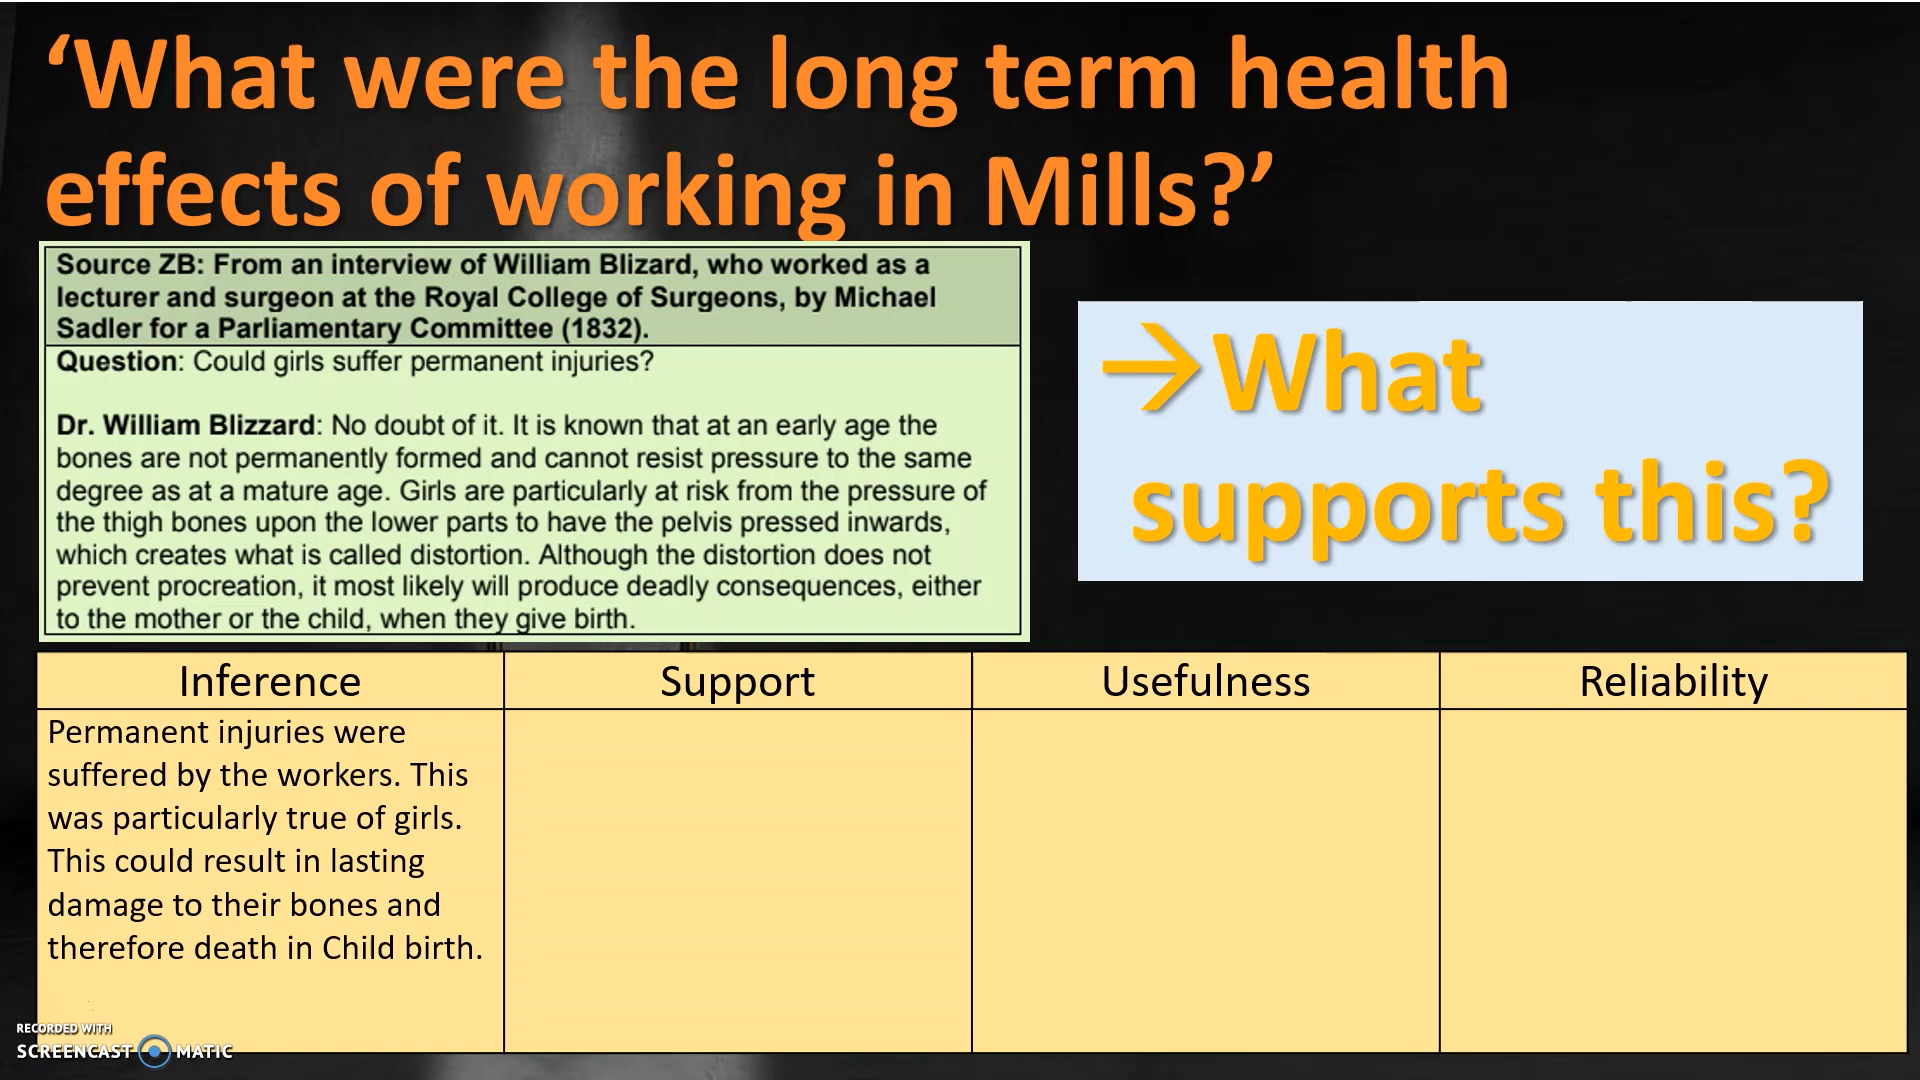 ‘What were the long term health
effects of working in Mills?’
Source ZB: From an interview of William Blizard, who worked as a
lecturer and surgeon at the Royal College of Surgeons, by Michael
Sadler for a Parliamentary Committee (1832).
Question: Could girls suffer permanent injuries?
Dr. William Blizzard: No doubt of it. It is known that at an early age the
bones are not permanently formed and cannot resist pressure to the same
degree as at a mature age. Girls are particularly at risk from the pressure of
the thigh bones upon the lower parts to have the pelvis pressed inwards,
which creates what is called distortion. Although the distortion does not
prevent procreation, it most likely will produce deadly consequences, either
to the mother or the child, when they give birth.
→What
supports this?
Inference
Support
Usefulness
Reliability
Permanent injuries were
suffered by the workers. This
was particularly true of girls.
This could result in lasting
damage to their bones and
therefore death in Child birth.
RECORDED WITH
SCREENCAST MATIC